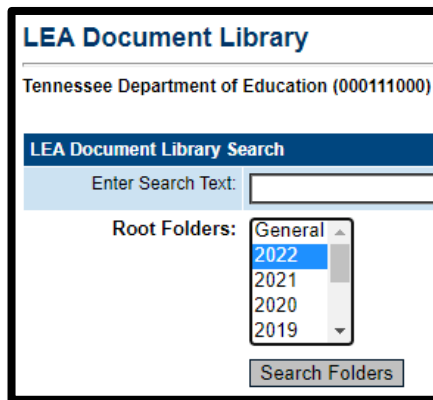 LEA Document Library
Tennessee Department of Education (000111000)
LEA Document Library Search
Enter Search Text:
Root Folders:
General
2022
2021
2020
2019
Search Folders